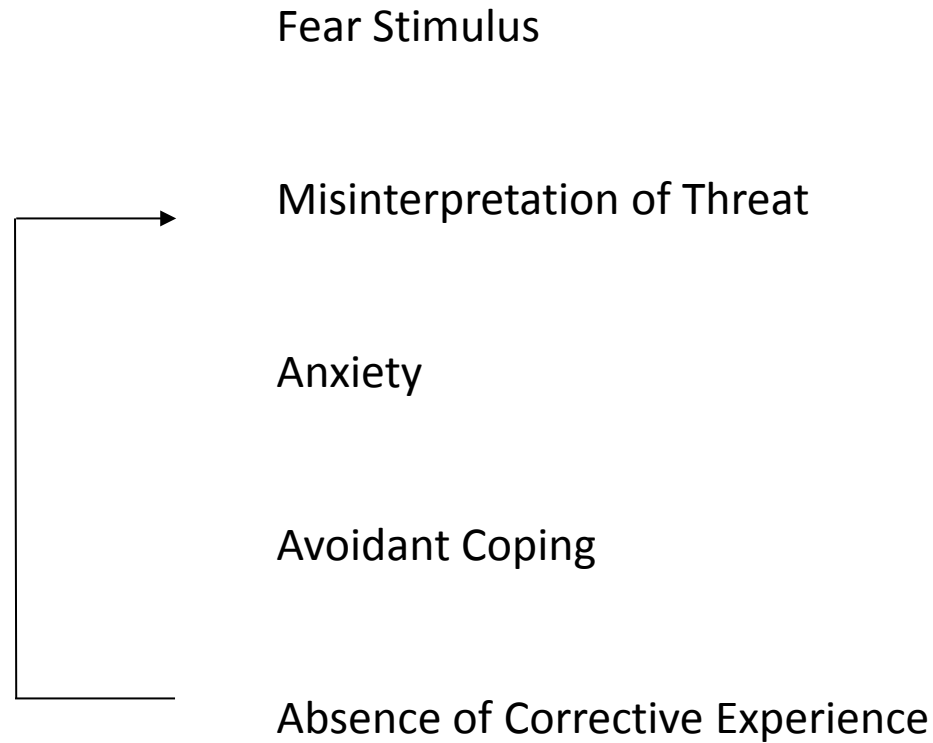 Fear Stimulus
Misinterpretation of Threat
Anxiety
Avoidant Coping
Absence of Corrective Experience